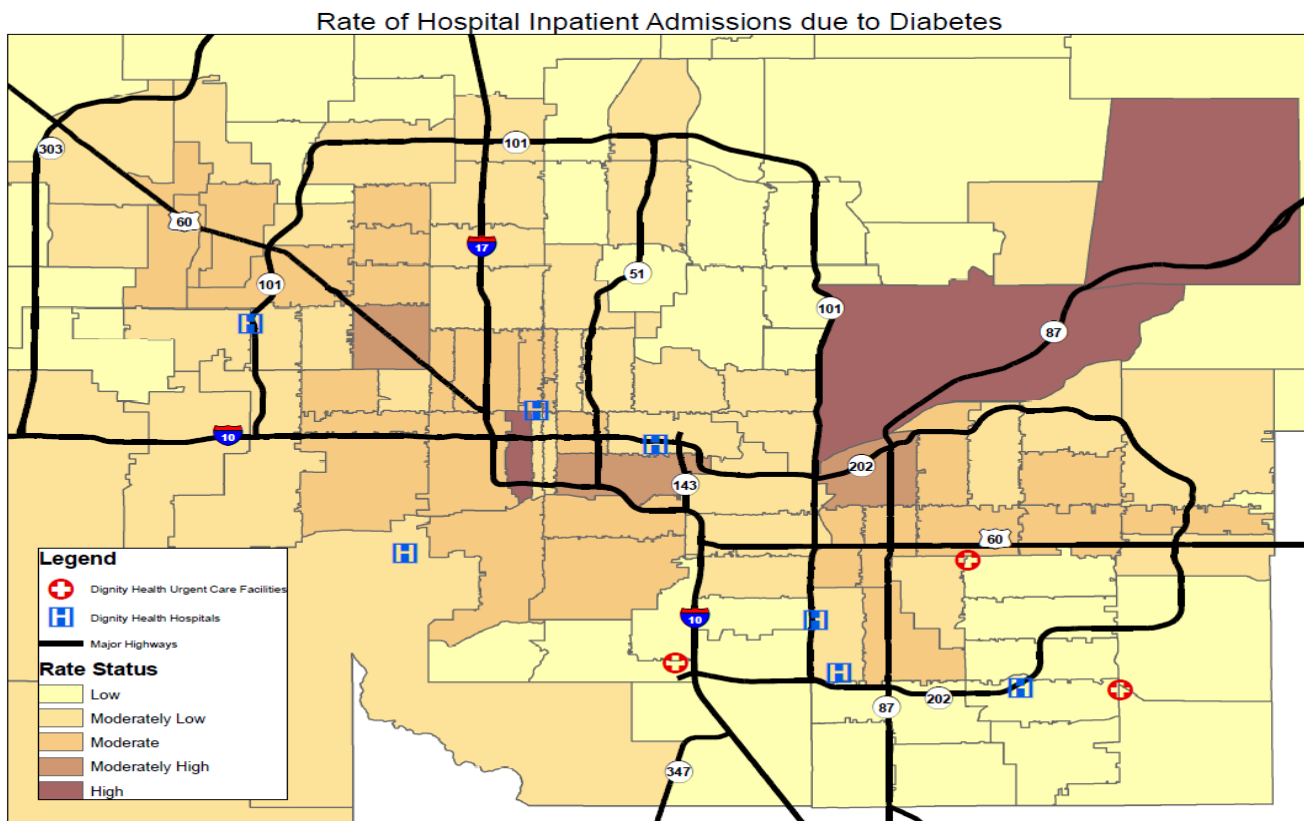 Rate of Hospital Inpatient Admissions due to Diabetes
101
303
60
17
51
101
101
87
10
202
143
60
10
202
87
347
Legend
Dignity Health Urgent Care Facilities
H Dignity Health Hospitals
Major Highways
Rate Status
Low
Moderately Low
Moderate
Moderately High
High
H
H
H
H
H
H
H